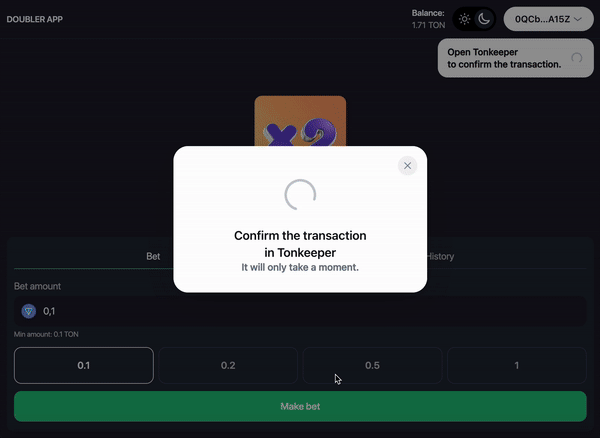 DOUBLER APP
Balance:
1.71 TON
0QCb...A15Z
Open Tonkeeper
to confirm the transaction.
x2
Confirm the transaction
in Tonkeeper
It will only take a moment.
Bet
History
Bet amount
0,1
Min amount: 0.1 TON
0.1
0.2
0.5
1
Make bet